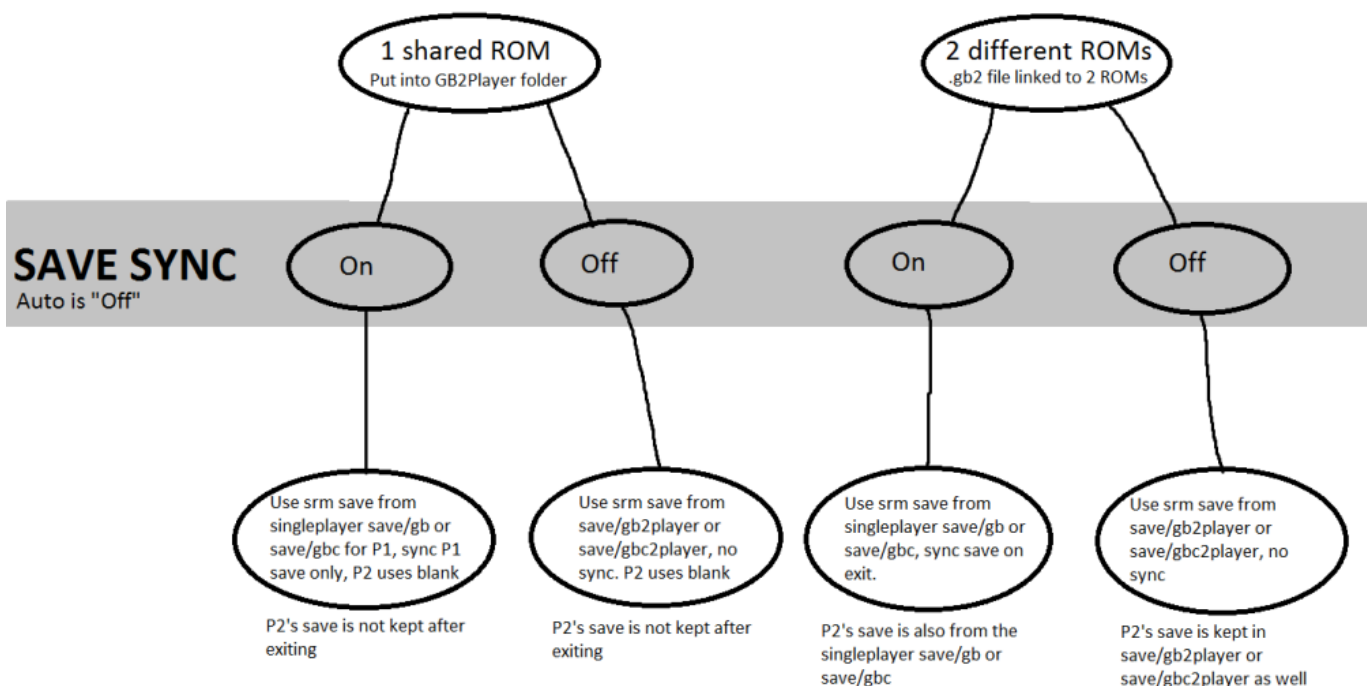 1 shared ROM
Put into GB2Player folder
2 different ROMs
.gb2 file linked to 2 ROMs
SAVE SYNC
Auto is "Off"
On
Off
On
Off
Use srm save from
singleplayer save/gb or
save/gbc for P1, sync P1
save only, P2 uses blank
P2's save is not kept after
exiting
Use srm save from
save/gb2player or
save/gbc2player, no
sync. P2 uses blank
P2's save is not kept after
exiting
Use srm save from
singleplayer save/gb or
save/gbc, sync save on
exit.
P2's save is also from the
singleplayer save/gb or
save/gbc
Use srm save from
save/gb2player or
save/gbc2player, no
sync
P2's save is kept in
save/gb2player or
save/gbc2player as well